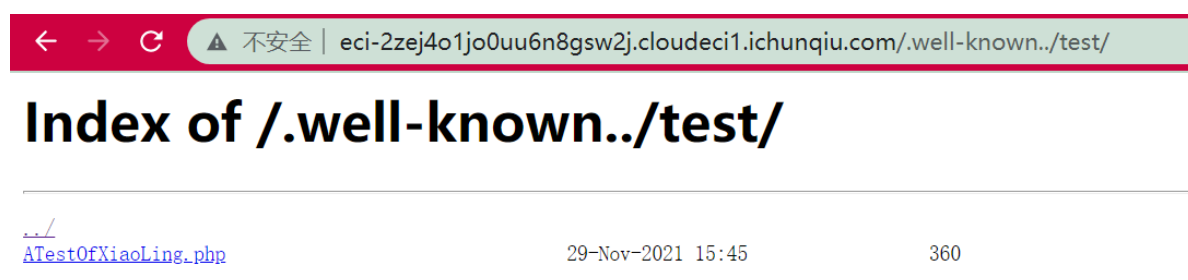 不安全 | eci-2zej4o1jo0uu6n8gsw2j.cloudeci1.ichunqiu.com/.well-known../test/
Index of /.well-known../test/
../
ATestOfXiaoLing.php 29-Nov-2021 15:45 360